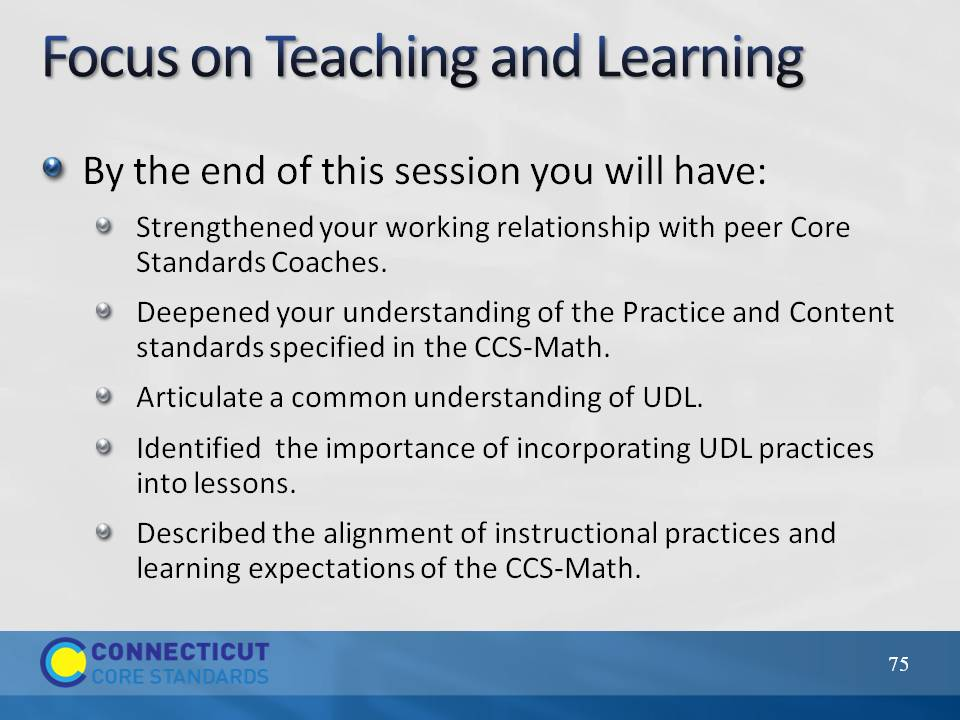 Focus on Teaching and Learning
By the end of this session you will have:
Strengthened your working relationship with peer Core
Standards Coaches.
Deepened your understanding of the Practice and Content
standards specified in the CCS-Math.
Articulate a common understanding of UDL.
Identified  the importance of incorporating UDL practices
into lessons.
Described the alignment of instructional practices and
learning expectations of the CCS-Math.
CONNECTICUT
CORE STANDARDS
75